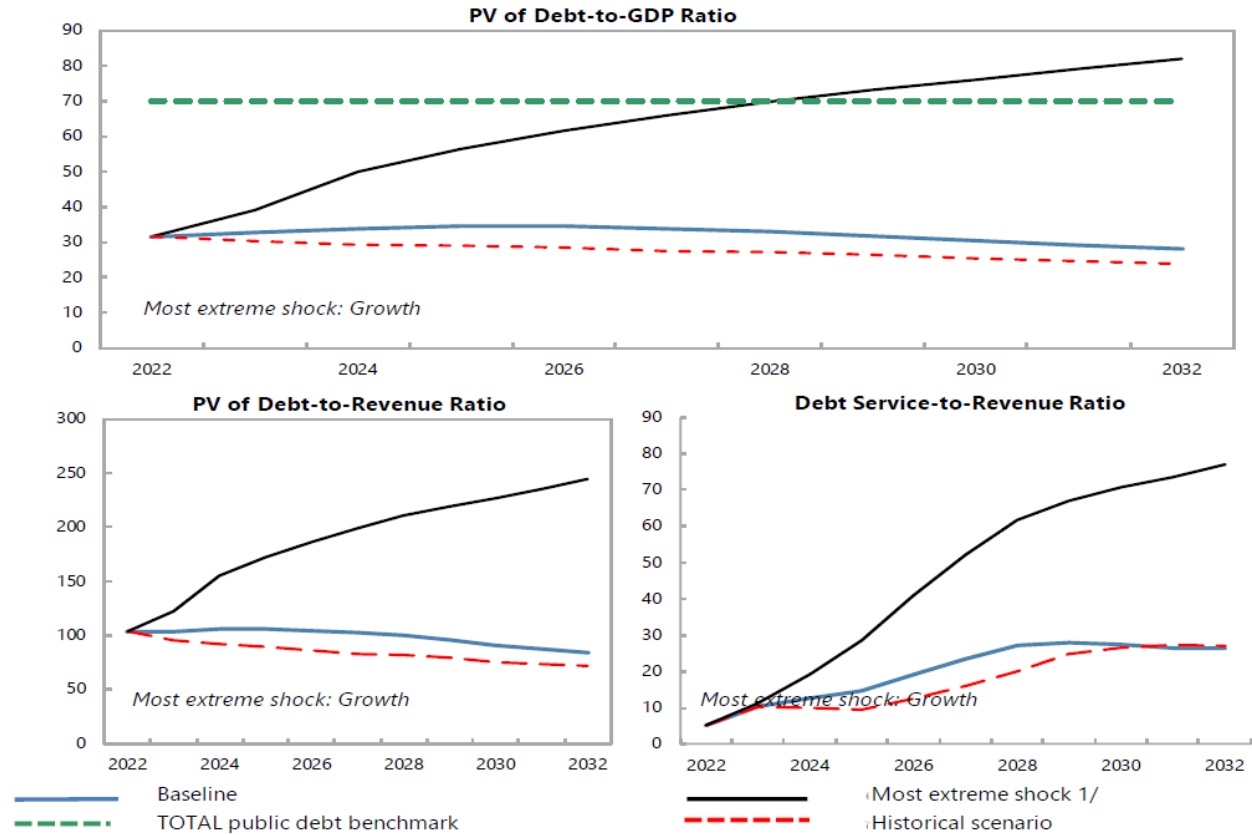 PV of Debt-to-GDP Ratio
90
80
70
60
50
40
30
20
10
0
Most extreme shock: Growth
2022 2024 2026 2028 2030 2032
PV of Debt-to-Revenue Ratio
300
250
200
150
100
50
0
Most extreme shock: Growth
2022 2024 2026 2028 2030 2032
Debt Service-to-Revenue Ratio
90
80
70
60
50
40
30
20
10
0
Most extreme shock: Growth
2022 2024 2026 2028 2030 2032
Baseline
TOTAL public debt benchmark
Most extreme shock 1/
Historical scenario